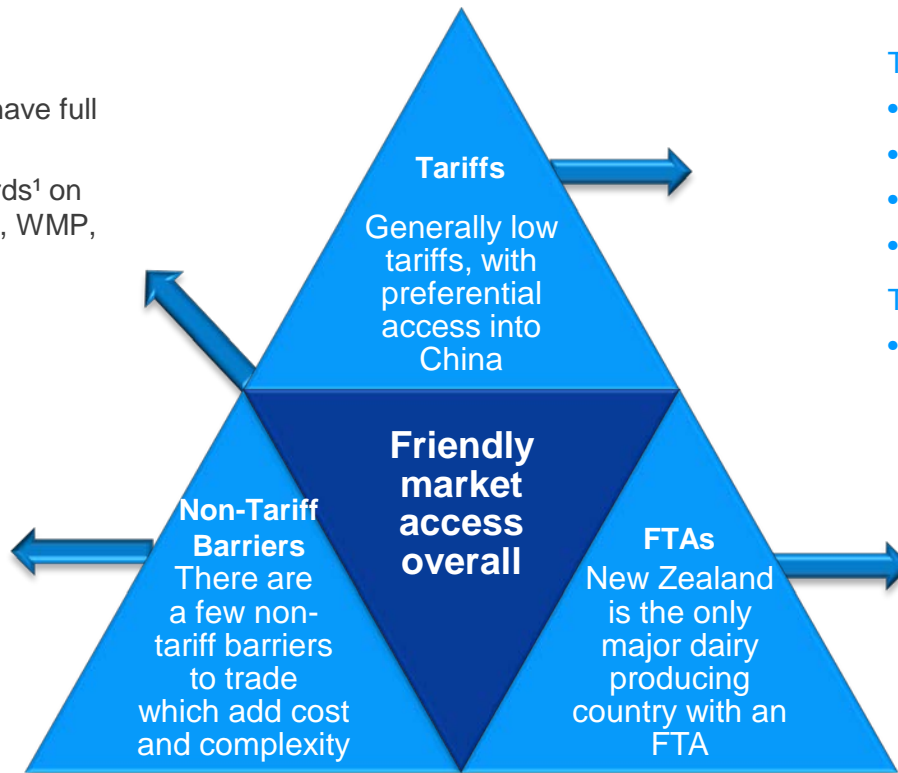 have full
rds¹ on
, WMP,
T
•
•
•
•
T
•
Tariffs
Generally low
tariffs, with
preferential
access into
China
Friendly
market
access
overall
Non-Tariff
Barriers
There are
a few non-
tariff barriers
to trade
which add cost
and complexity
FTAs
New Zealand
is the only
major dairy
producing
country with an
FTA